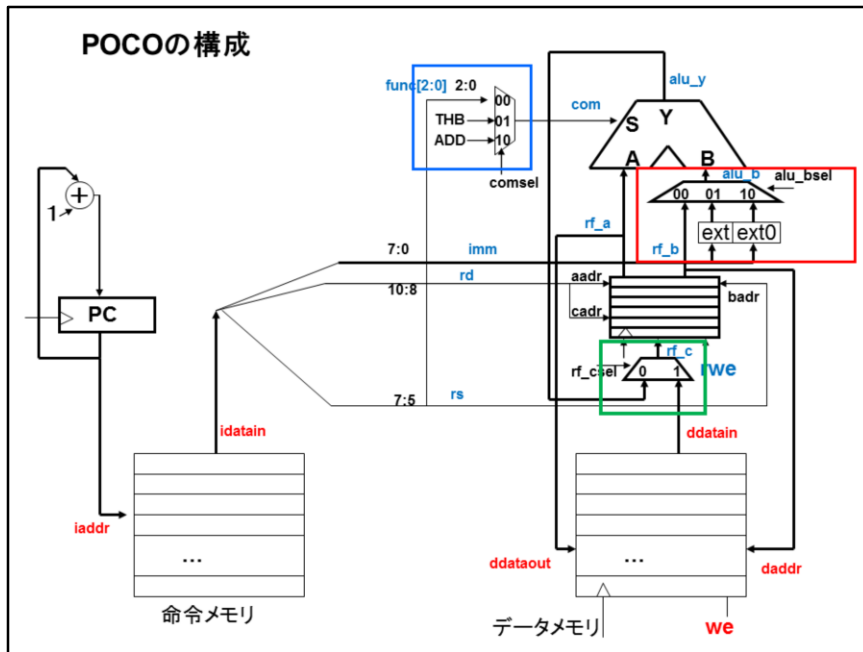 POCOの構成
func[2:0] 2:0
00
THB 01
ADD 10
comsel
com
alu_y
S Y
A B
alu_b
alu_bsel
00 01 10
ext ext0
rf_a
rf_b
1
+
PC
7:0 imm
rd
10:8
aadr
cadr
badr
rf_c
rf_csel
0 1
rwe
7:5 rs
idatain
ddatain
iaddr
...
命令メモリ
ddataout
...
daddr
データメモリ
we